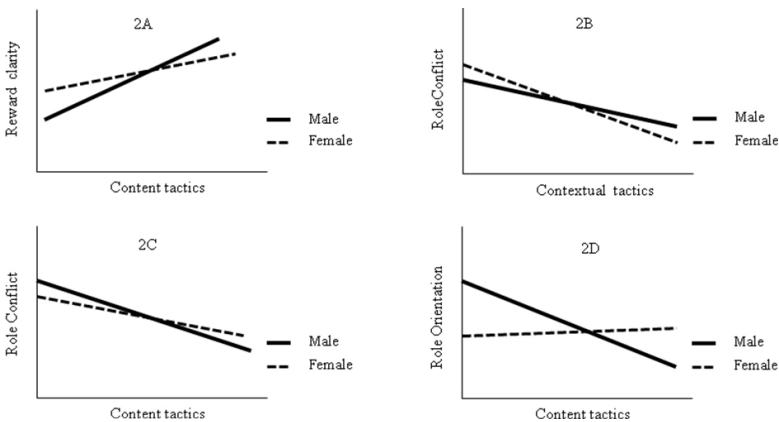 2A
Reward clarity
Male
Female
Content tactics
2B
RoleConflict
Male
Female
Contextual tactics
2C
Role Conflict
Male
Female
Content tactics
2D
Role Orientation
Male
Female
Content tactics